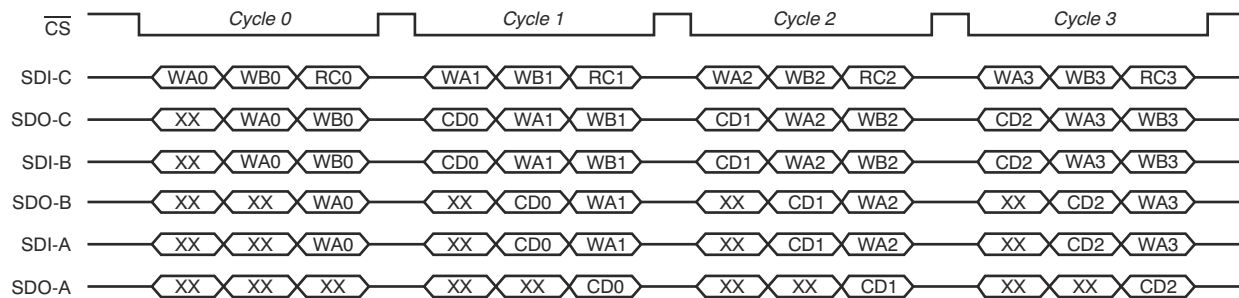 CS Cycle 0 Cycle 1 Cycle 2 Cycle 3
SDI-C WA0 WB0 RC0 WA1 WB1 RC1 WA2 WB2 RC2 WA3 WB3 RC3
SDO-C XX WA0 WB0 CD0 WA1 WB1 CD1 WA2 WB2 CD2 WA3 WB3
SDI-B XX WA0 WB0 CD0 WA1 WB1 CD1 WA2 WB2 CD2 WA3 WB3
SDO-B XX XX WA0 XX CD0 WA1 XX CD1 WA2 XX CD2 WA3
SDI-A XX XX WA0 XX CD0 WA1 XX CD1 WA2 XX CD2 WA3
SDO-A XX XX XX XX XX CD0 XX XX CD1 XX XX CD2